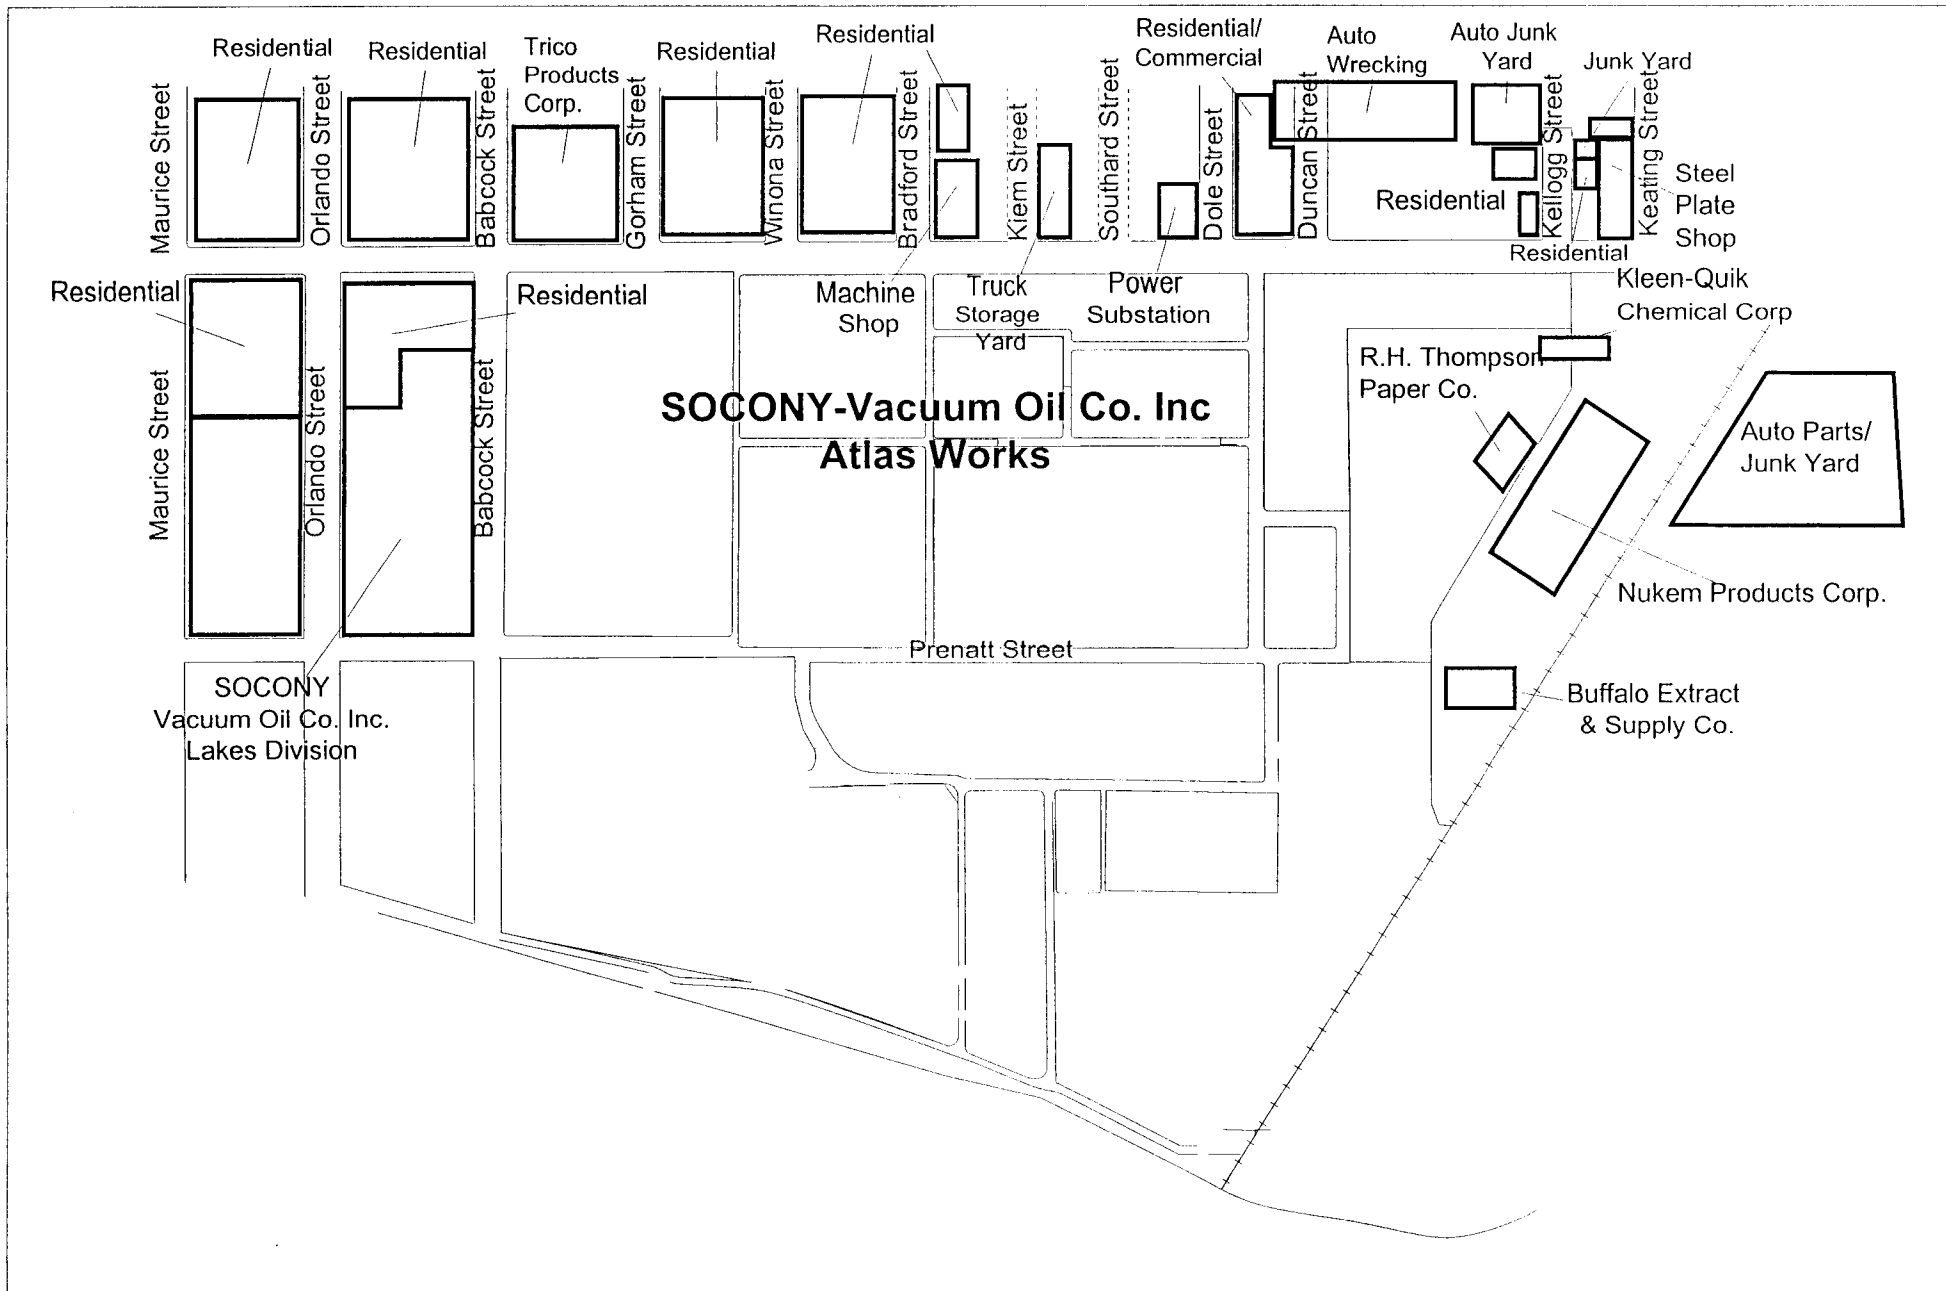 Residential
Residential
Trico
Products
Corp.
Residential
Residential
Residential/
Commercial
Auto
Wrecking
Auto Junk
Yard
Junk Yard
Maurice Street
Orlando Street
Babcock Street
Gorham Street
Winona Street
Bradford Street
Kiem Street
Southard Street
Dole Street
Duncan Street
Kellogg Street
Keating Street
Residential
Steel
Plate
Shop
Residential
Residential
Residential
Machine
Shop
Truck
Storage
Yard
Power
Substation
Kleen-Quik
Chemical Corp
R.H. Thompson
Paper Co.
Maurice Street
Orlando Street
Babcock Street
SOCONY-Vacuum Oil Co. Inc
Atlas Works
Auto Parts/
Junk Yard
Nukem Products Corp.
Prenatt Street
SOCONY
Vacuum Oil Co. Inc.
Lakes Division
Buffalo Extract
& Supply Co.